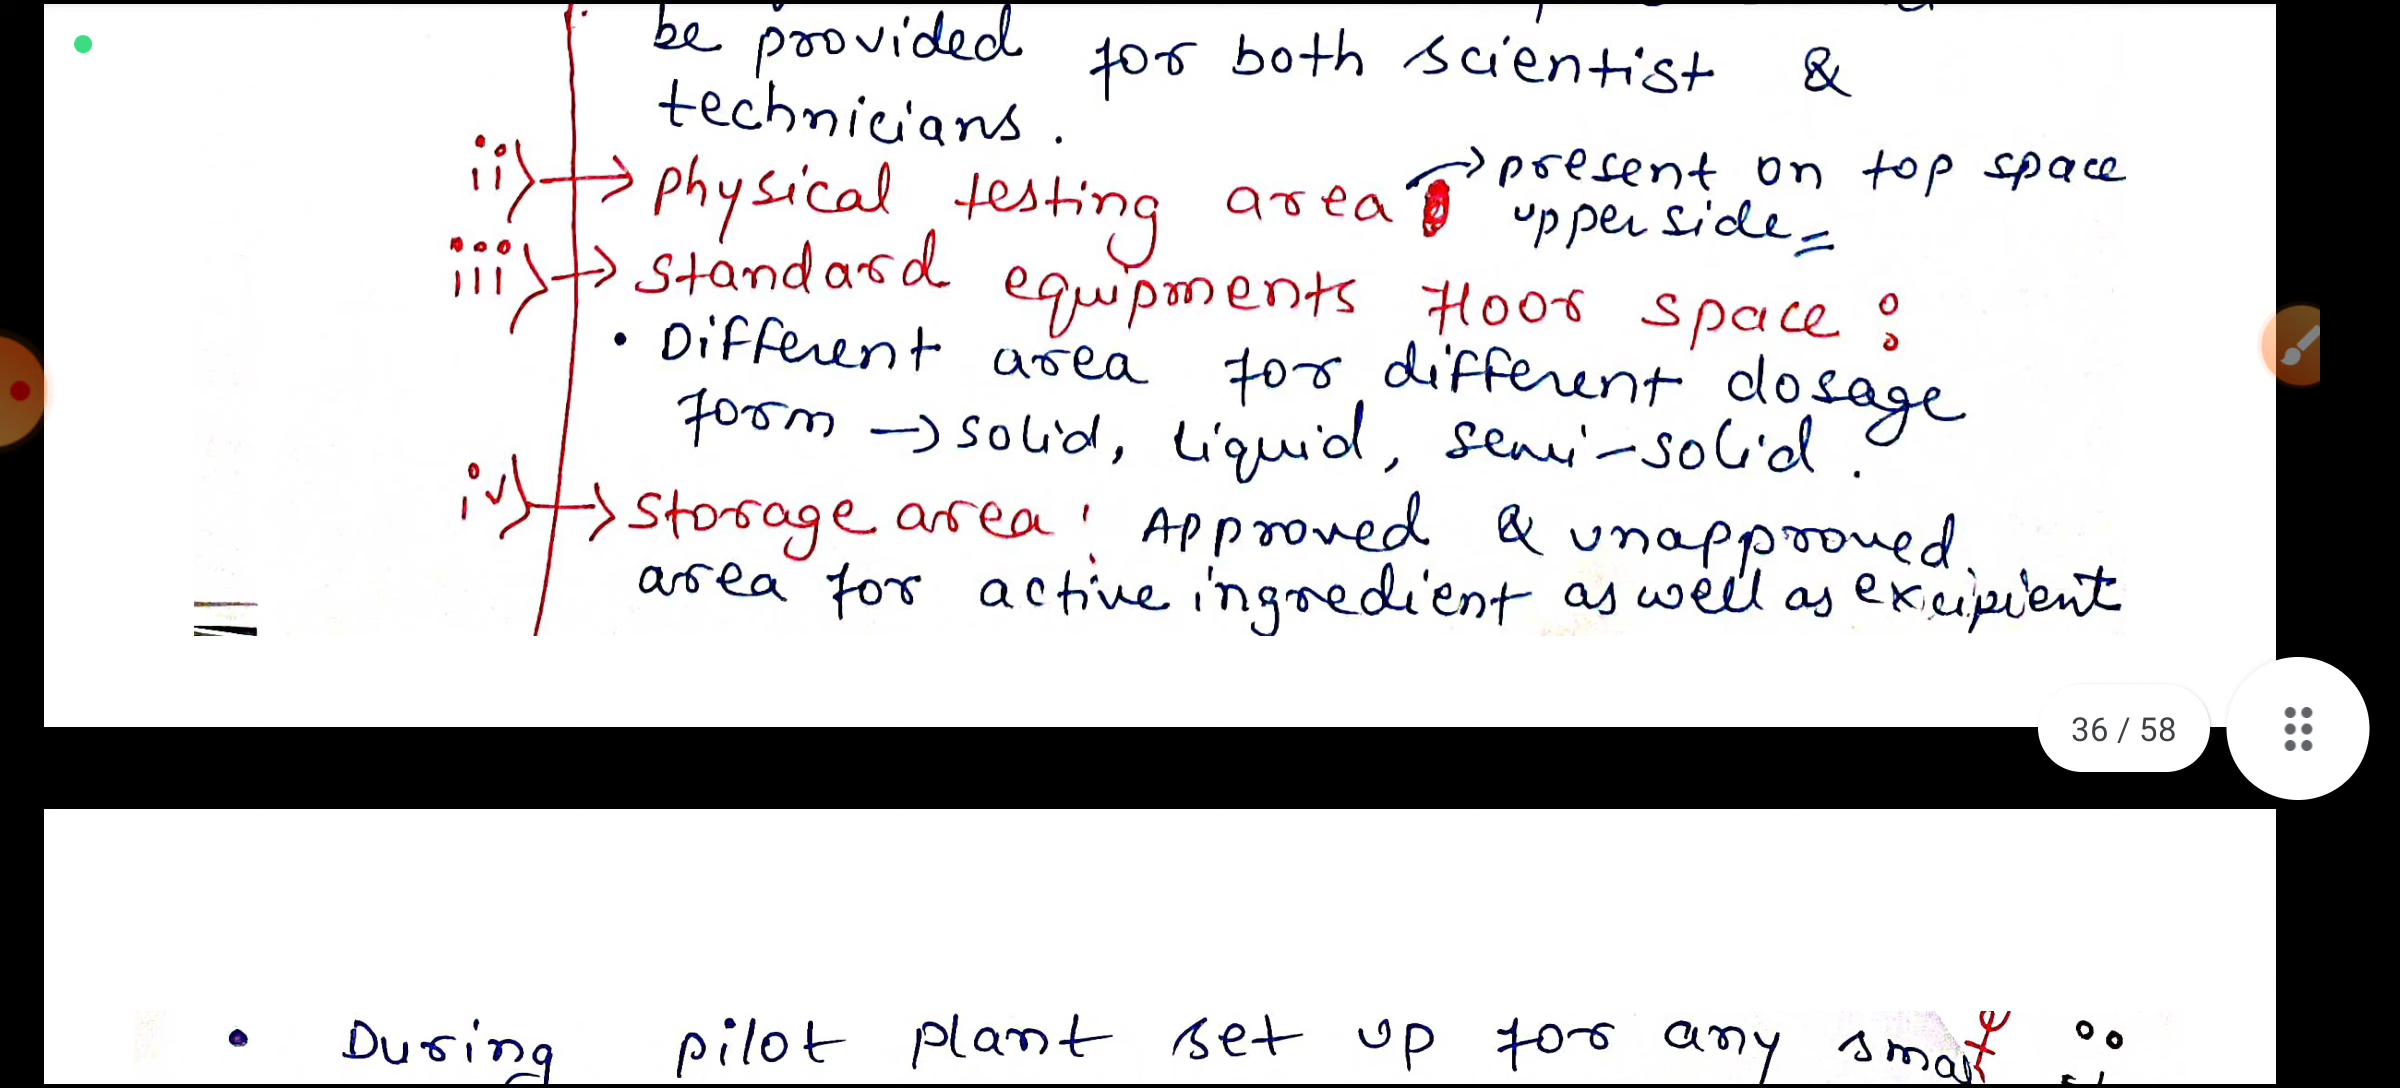 be provided for both scientist &
technicians.
ii) → physical testing area → present on top space
upper side =
iii) → standard equipments floor space :
• Different area for different dosage
form → solid, liquid, semi-solid.
iv) → storage area : Approved & unapproved
area for active ingredient as well as excipient
36 / 58
• During pilot plant set up for any small